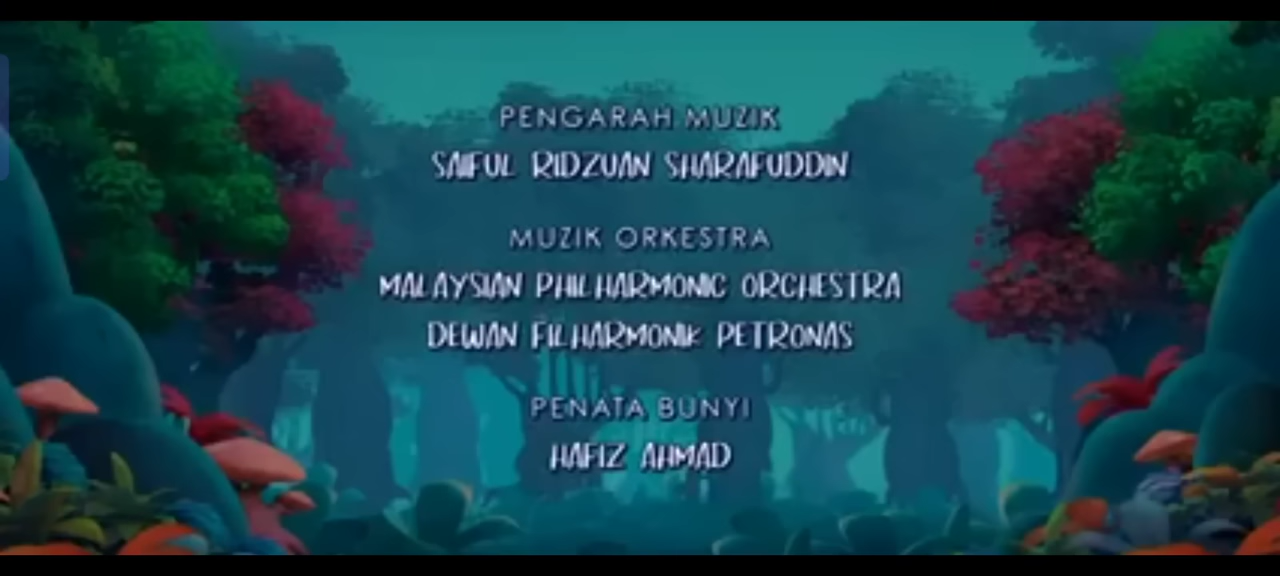 PENGARAH MUZIK
SAIFUL RIDZUAN SHARAFUDDIN
MUZIK ORKESTRA
MALAYSIAN PHILHARMONIC ORCHESTRA
DEWAN FILHARMONIK PETRONAS
PENATA BUNYI
HAFIZ AHMAD